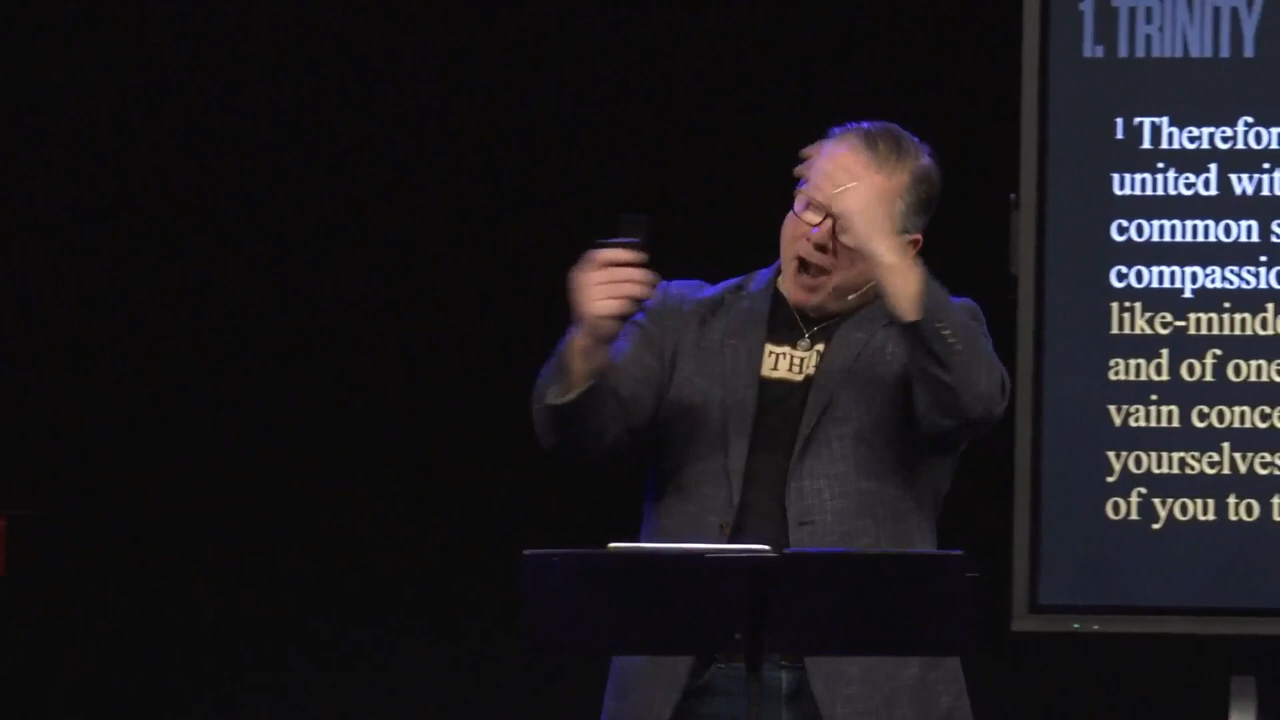 1. TRINITY
1 Therefor
united wit
common s
compassio
like-minde
and of one
vain conce
yourselves
of you to t
TH